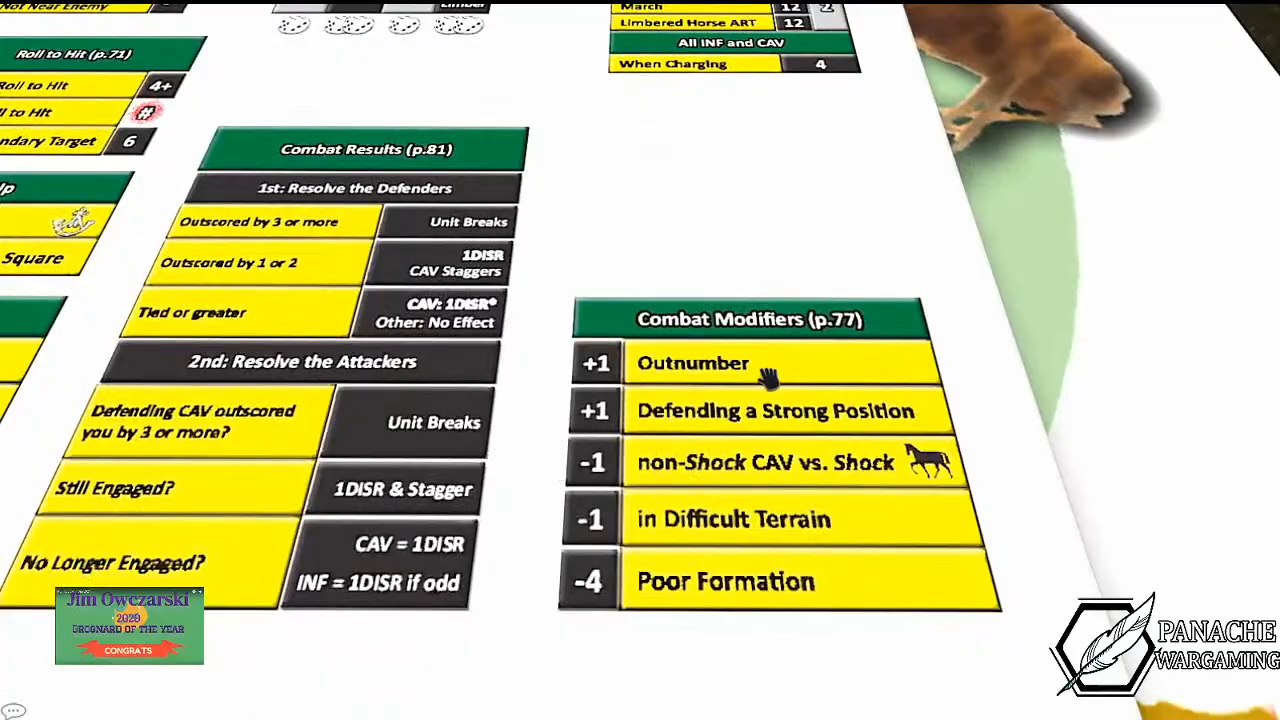 Not Near Enemy
Limber
March
12
2
Limbered Horse ART
12
All INF and CAV
When Charging
4
Roll to Hit (p.71)
Roll to Hit
4+
to Hit
#
ndary Target
6
Square
Combat Results (p.81)
1st: Resolve the Defenders
Outscored by 3 or more
Unit Breaks
Outscored by 1 or 2
1DISR
CAV Staggers
Tied or greater
CAV: 1DISR*
Other: No Effect
2nd: Resolve the Attackers
Defending CAV outscored
you by 3 or more?
Unit Breaks
Still Engaged?
1DISR & Stagger
No Longer Engaged?
CAV = 1DISR
INF = 1DISR if odd
Combat Modifiers (p.77)
+1 Outnumber
+1 Defending a Strong Position
-1 non-Shock CAV vs. Shock
-1 in Difficult Terrain
-4 Poor Formation
Jim Owczarski
2020
GROGNARD OF THE YEAR
CONGRATS
PANACHE
WARGAMING